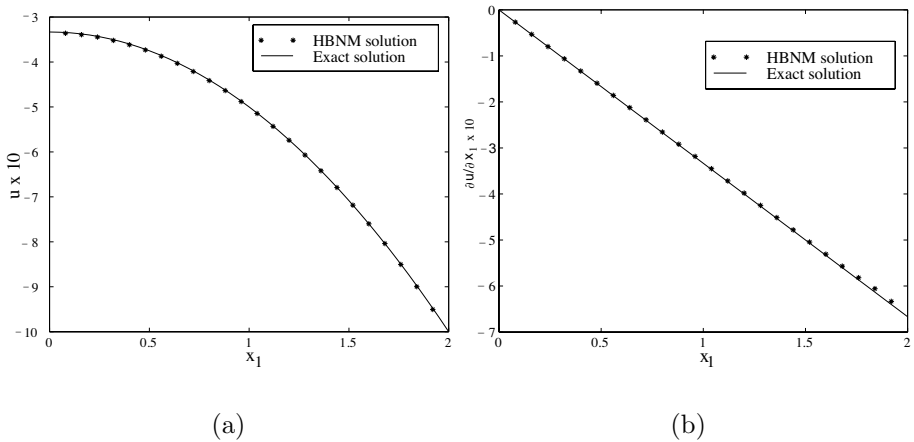 −3
−4
−5
−6
−7
−8
−9
−10
u x 10
0
0.5
1
1.5
2
x1
HBNM solution
Exact solution
(a)
0
−1
−2
−3
−4
−5
−6
−7
∂u/∂x1 x 10
0
0.5
1
1.5
2
x1
HBNM solution
Exact solution
(b)